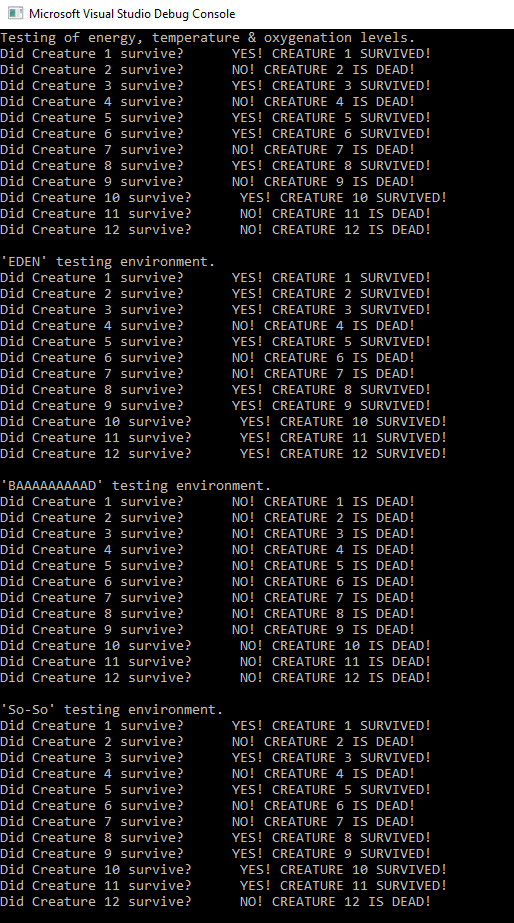 Microsoft Visual Studio Debug Console
Testing of energy, temperature & oxygenation levels.
Did Creature 1 survive?      YES! CREATURE 1 SURVIVED!
Did Creature 2 survive?      NO! CREATURE 2 IS DEAD!
Did Creature 3 survive?      YES! CREATURE 3 SURVIVED!
Did Creature 4 survive?      NO! CREATURE 4 IS DEAD!
Did Creature 5 survive?      YES! CREATURE 5 SURVIVED!
Did Creature 6 survive?      YES! CREATURE 6 SURVIVED!
Did Creature 7 survive?      NO! CREATURE 7 IS DEAD!
Did Creature 8 survive?      YES! CREATURE 8 SURVIVED!
Did Creature 9 survive?      NO! CREATURE 9 IS DEAD!
Did Creature 10 survive?      YES! CREATURE 10 SURVIVED!
Did Creature 11 survive?      NO! CREATURE 11 IS DEAD!
Did Creature 12 survive?      NO! CREATURE 12 IS DEAD!
'EDEN' testing environment.
Did Creature 1 survive?      YES! CREATURE 1 SURVIVED!
Did Creature 2 survive?      YES! CREATURE 2 SURVIVED!
Did Creature 3 survive?      YES! CREATURE 3 SURVIVED!
Did Creature 4 survive?      NO! CREATURE 4 IS DEAD!
Did Creature 5 survive?      YES! CREATURE 5 SURVIVED!
Did Creature 6 survive?      NO! CREATURE 6 IS DEAD!
Did Creature 7 survive?      NO! CREATURE 7 IS DEAD!
Did Creature 8 survive?      YES! CREATURE 8 SURVIVED!
Did Creature 9 survive?      YES! CREATURE 9 SURVIVED!
Did Creature 10 survive?      YES! CREATURE 10 SURVIVED!
Did Creature 11 survive?      YES! CREATURE 11 SURVIVED!
Did Creature 12 survive?      YES! CREATURE 12 SURVIVED!
'BAAAAAAAAAD' testing environment.
Did Creature 1 survive?      NO! CREATURE 1 IS DEAD!
Did Creature 2 survive?      NO! CREATURE 2 IS DEAD!
Did Creature 3 survive?      NO! CREATURE 3 IS DEAD!
Did Creature 4 survive?      NO! CREATURE 4 IS DEAD!
Did Creature 5 survive?      NO! CREATURE 5 IS DEAD!
Did Creature 6 survive?      NO! CREATURE 6 IS DEAD!
Did Creature 7 survive?      NO! CREATURE 7 IS DEAD!
Did Creature 8 survive?      NO! CREATURE 8 IS DEAD!
Did Creature 9 survive?      NO! CREATURE 9 IS DEAD!
Did Creature 10 survive?      NO! CREATURE 10 IS DEAD!
Did Creature 11 survive?      NO! CREATURE 11 IS DEAD!
Did Creature 12 survive?      NO! CREATURE 12 IS DEAD!
'So-So' testing environment.
Did Creature 1 survive?      YES! CREATURE 1 SURVIVED!
Did Creature 2 survive?      NO! CREATURE 2 IS DEAD!
Did Creature 3 survive?      YES! CREATURE 3 SURVIVED!
Did Creature 4 survive?      NO! CREATURE 4 IS DEAD!
Did Creature 5 survive?      YES! CREATURE 5 SURVIVED!
Did Creature 6 survive?      NO! CREATURE 6 IS DEAD!
Did Creature 7 survive?      NO! CREATURE 7 IS DEAD!
Did Creature 8 survive?      YES! CREATURE 8 SURVIVED!
Did Creature 9 survive?      YES! CREATURE 9 SURVIVED!
Did Creature 10 survive?      YES! CREATURE 10 SURVIVED!
Did Creature 11 survive?      YES! CREATURE 11 SURVIVED!
Did Creature 12 survive?      NO! CREATURE 12 IS DEAD!